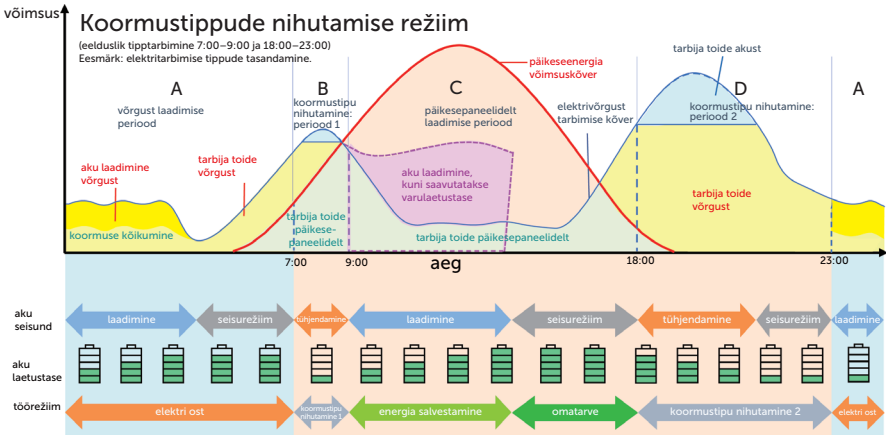 võimsus
Koormustippude nihutamise režiim
(eelduslik tipptarbimine 7:00–9:00 ja 18:00–23:00)
Eesmärk: elektritarbimise tippude tasandamine.
tarbija toide akust
päikeseenergia
võimsuskõver
A
B
C
D
A
võrgust laadimise
periood
koormustipu
nihutamine:
periood 1
päikesepaneelidelt
laadimise periood
elektrivõrgust
tarbimise kõver
koormustipu nihutamine:
periood 2
aku laadimine
võrgust
tarbija toide
võrgust
aku laadimine,
kuni saavutatakse
varulaetustase
tarbija toide
võrgust
koormuse kõikumine
tarbija toide
päikese-
paneelidelt
tarbija toide päikesepaneelidelt
7:00
9:00
aeg
18:00
23:00
aku
seisund
laadimine
seisurežiim
tühjendamine
laadimine
seisurežiim
tühjendamine
seisurežiim
laadimine
aku
laetustase
töörežiim
elektri ost
koormustipu
nihutamine 1
energia salvestamine
omatarve
koormustipu nihutamine 2
elektri ost